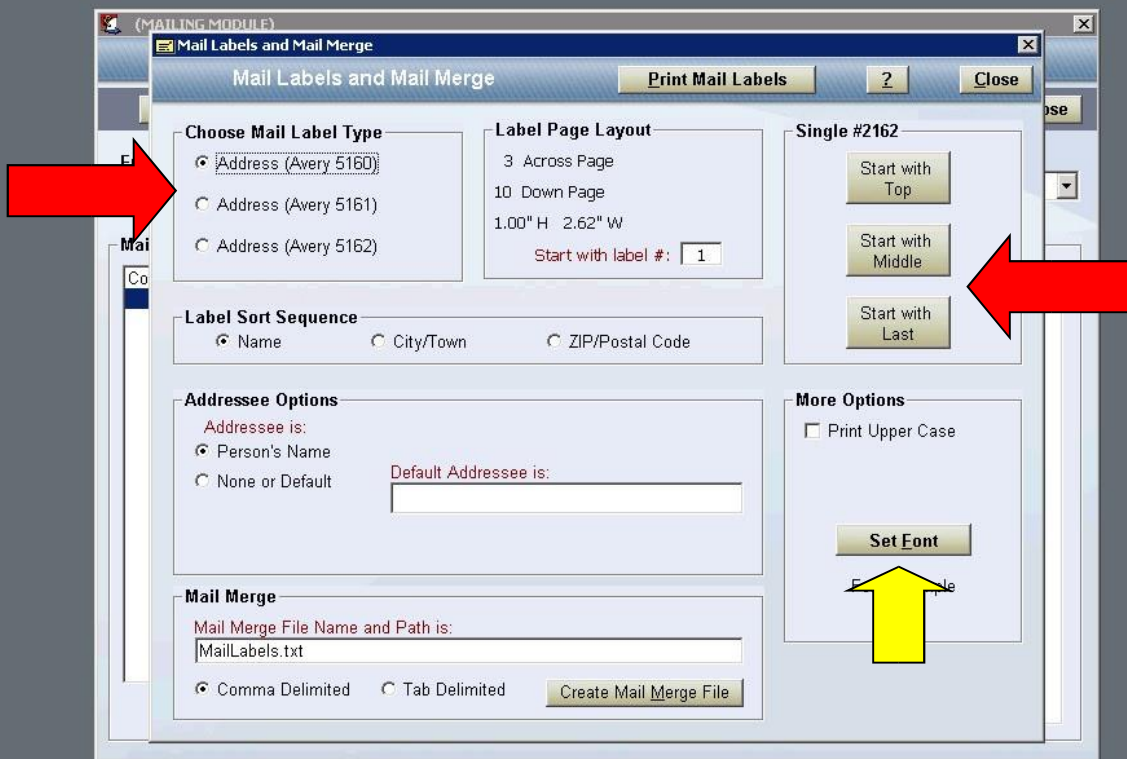 (MAILING MODULE)
Mail Labels and Mail Merge
Mail Labels and Mail Merge
Print Mail Labels
?
Close
Choose Mail Label Type
Address (Avery 5160)
Address (Avery 5161)
Address (Avery 5162)
Label Page Layout
3 Across Page
10 Down Page
1.00" H 2.62" W
Start with label #: 1
Single #2162
Start with
Top
Start with
Middle
Start with
Last
Label Sort Sequence
Name City/Town ZIP/Postal Code
Addressee Options
Addressee is:
Person's Name
None or Default
Default Addressee is:
More Options
Print Upper Case
Set Font
Mail Merge
Mail Merge File Name and Path is:
MailLabels.txt
Comma Delimited Tab Delimited Create Mail Merge File